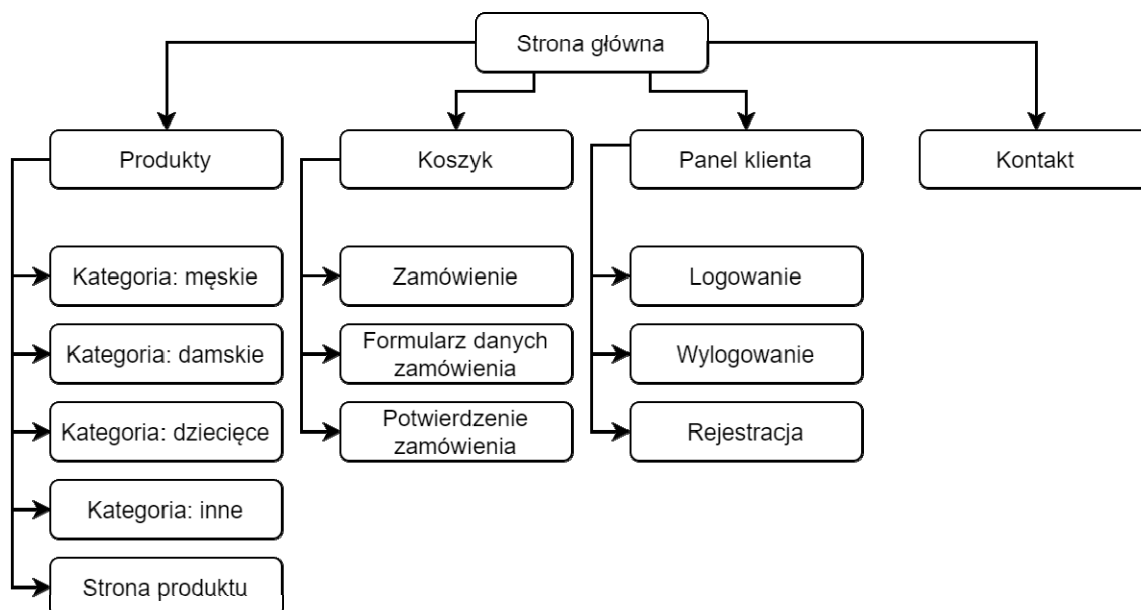 Strona główna
Produkty
Koszyk
Panel klienta
Kontakt
Kategoria: męskie
Kategoria: damskie
Kategoria: dziecięce
Kategoria: inne
Strona produktu
Zamówienie
Formularz danych
zamówienia
Potwierdzenie
zamówienia
Logowanie
Wylogowanie
Rejestracja